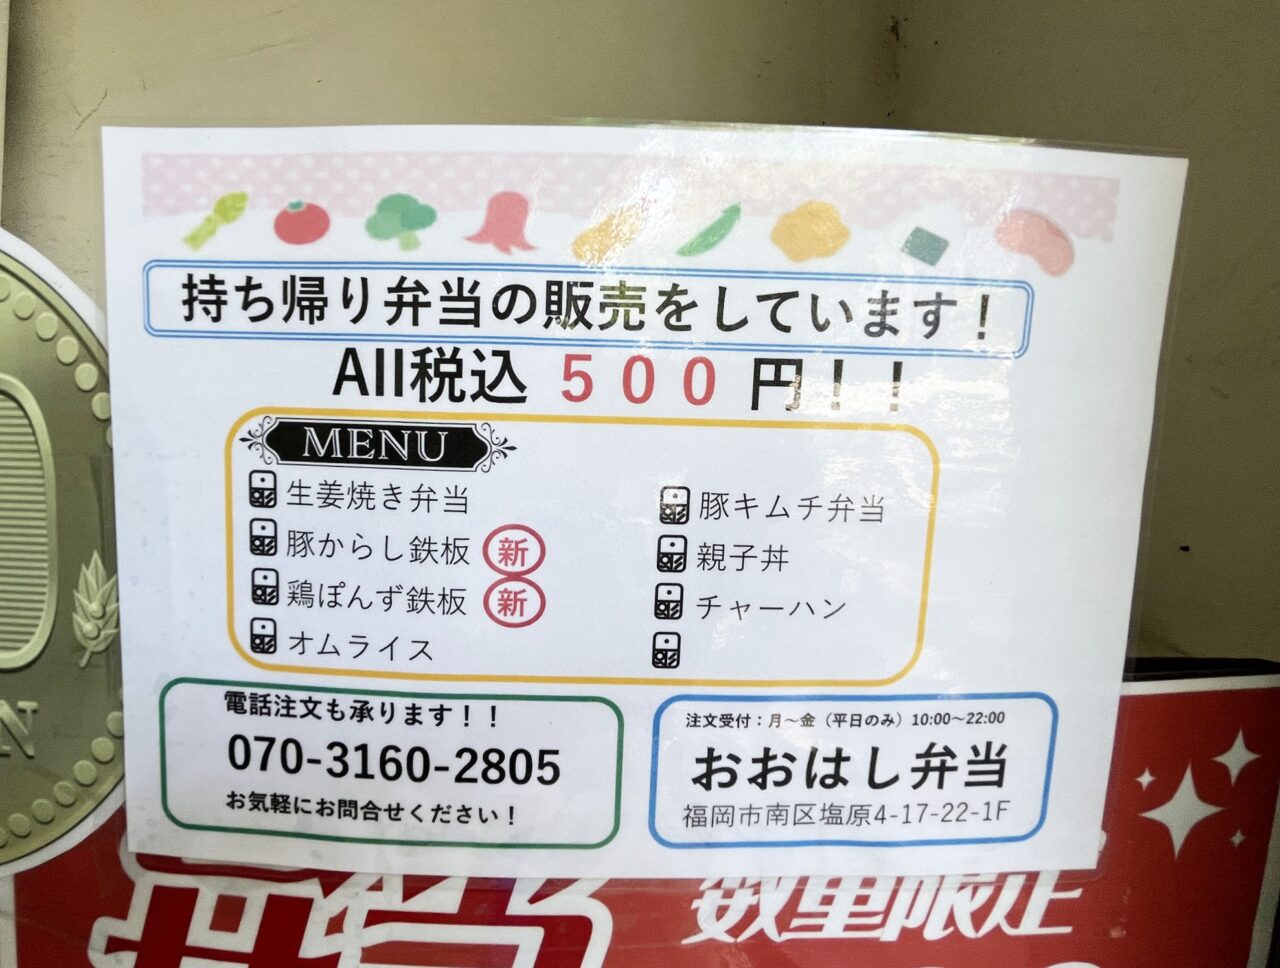 持ち帰り弁当の販売をしています！
All税込 ５００ 円！！
MENU
生姜焼き弁当
豚からし鉄板 新
鶏ぽんず鉄板 新
オムライス
豚キムチ弁当
親子丼
チャーハン
電話注文も承ります！！
070-3160-2805
お気軽にお問合せください！
注文受付：月～金（平日のみ）10:00～22:00
おおはし弁当
福岡市南区塩原4-17-22-1F
数量限定